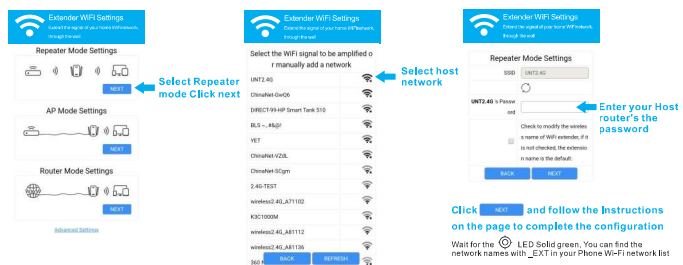 Extender WiFi Settings
Extend the signal of your home WiFi network,
through the wall
Repeater Mode Settings
NEXT
AP Mode Settings
NEXT
Router Mode Settings
NEXT
Advanced Settings
Select Repeater
mode Click next
Extender WiFi Settings
Extend the signal of your home WiFi network,
through the wall
Select the WiFi signal to be amplified o
r manually add a network
UNT2.4G
ChinaNet-GwQ6
DIRECT-99-HP Smart Tank 510
BLS ~.,#&@!
YET
ChinaNet-VZdL
ChinaNet-SCgm
2.4G-TEST
wireless2.4G_A71102
K3C1000M
wireless2.4G_A81112
wireless2.4G_A81136
360
BACK
REFRESH
Select host
network
Extender WiFi Settings
Extend the signal of your home WiFi network,
through the wall
Repeater Mode Settings
SSID
UNT2.4G
UNT2.4G 's Passw
ord
Check to modify the wireles
s name of WiFi extender, if it
is not checked, the extensio
n name is the default.
BACK
NEXT
Enter your Host
router's the
password
Click NEXT and follow the Instructions
on the page to complete the configuration
Wait for the LED Solid green, You can find the
network names with _EXT in your Phone Wi-Fi network list